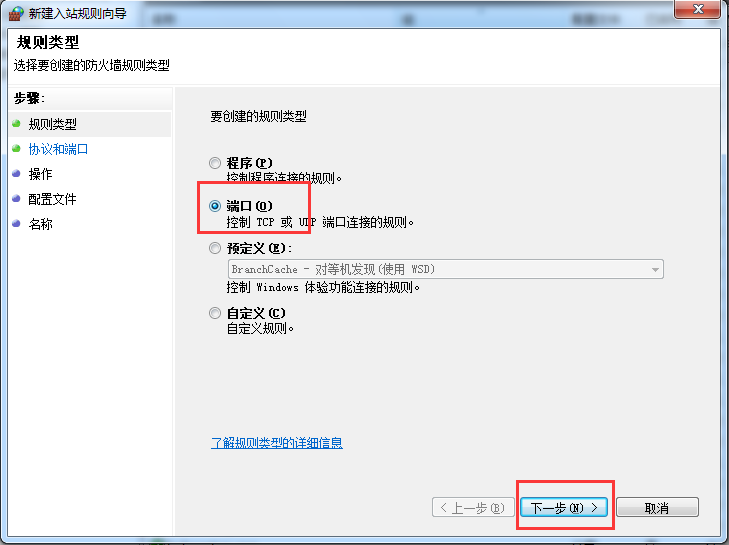 新建入站规则向导
规则类型
选择要创建的防火墙规则类型
步骤:
规则类型
协议和端口
操作
配置文件
名称
要创建的规则类型
程序(P)
控制程序连接的规则。
端口(O)
控制 TCP 或 UDP 端口连接的规则。
预定义(E):
BranchCache - 对等机发现(使用 WSD)
控制 Windows 体验功能连接的规则。
自定义(C)
自定义规则。
了解规则类型的详细信息
< 上一步(B)
下一步(N) >
取消